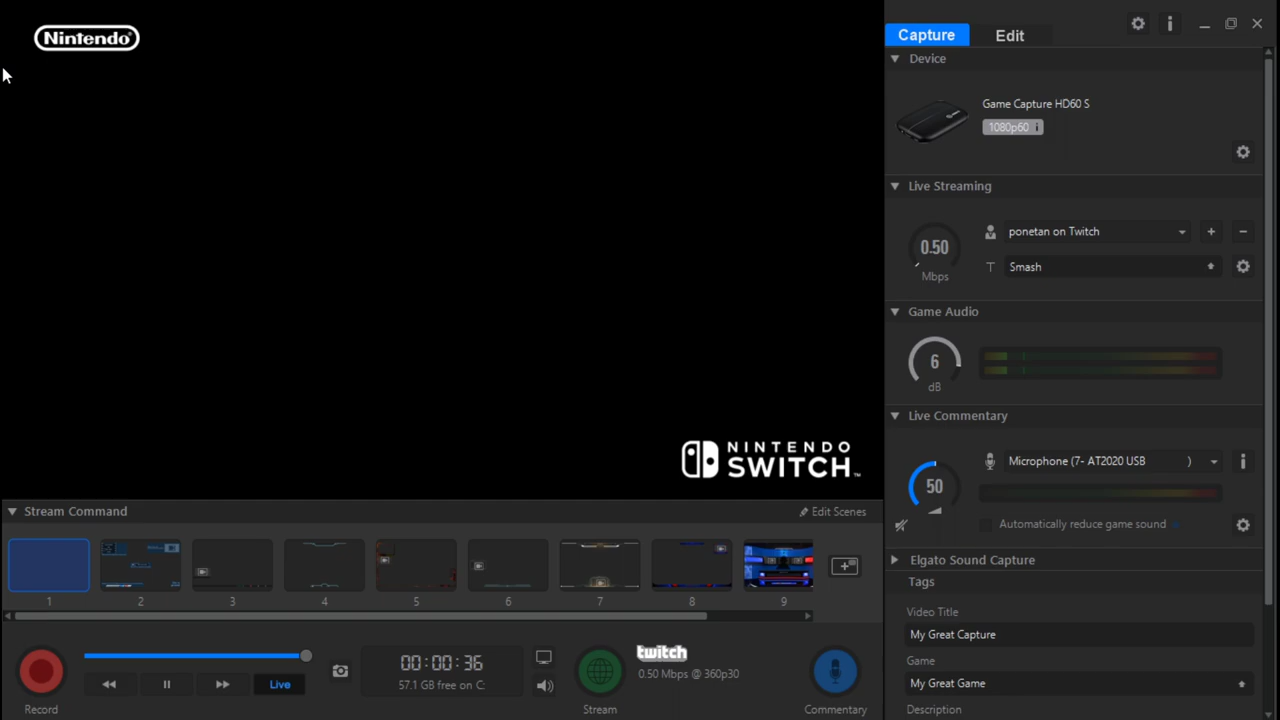 Nintendo
NINTENDO
SWITCH™
Capture
Edit
Device
Game Capture HD60 S
1080p60 i
Live Streaming
0.50
Mbps
ponetan on Twitch
Smash
Game Audio
6
dB
Live Commentary
50
Microphone (7- AT2020 USB )
Automatically reduce game sound
Elgato Sound Capture
Tags
Video Title
My Great Capture
Game
My Great Game
Description
Stream Command
Edit Scenes
1 2 3 4 5 6 7 8 9
Record
Live
00:00:36
57.1 GB free on C:
Stream
twitch
0.50 Mbps @ 360p30
Commentary